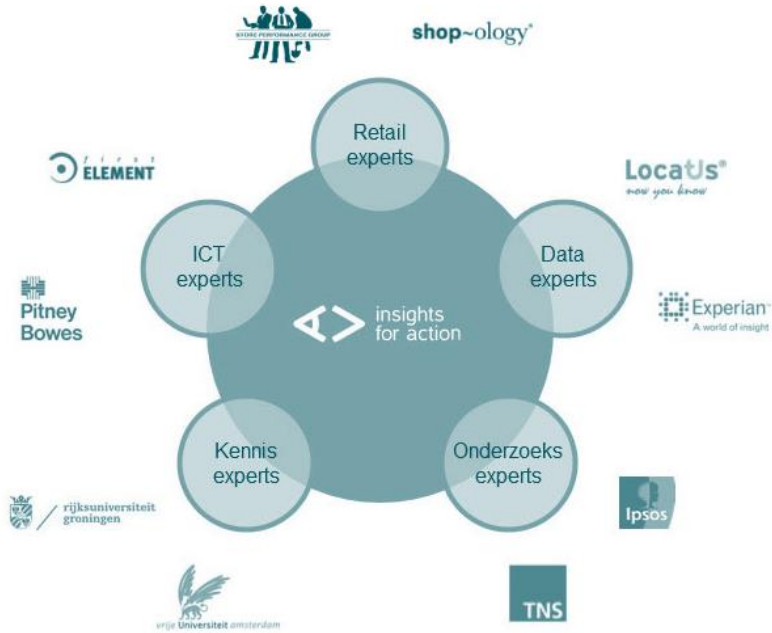 STORE PERFORMANCE GROUP
shop~ology®
Retail
experts
first
ELEMENT
Locatus®
now you know
ICT
experts
Data
experts
Pitney
Bowes
insights
for action
Experian™
A world of insight
Kennis
experts
Onderzoeks
experts
rijksuniversiteit
groningen
Ipsos
vrije Universiteit amsterdam
TNS